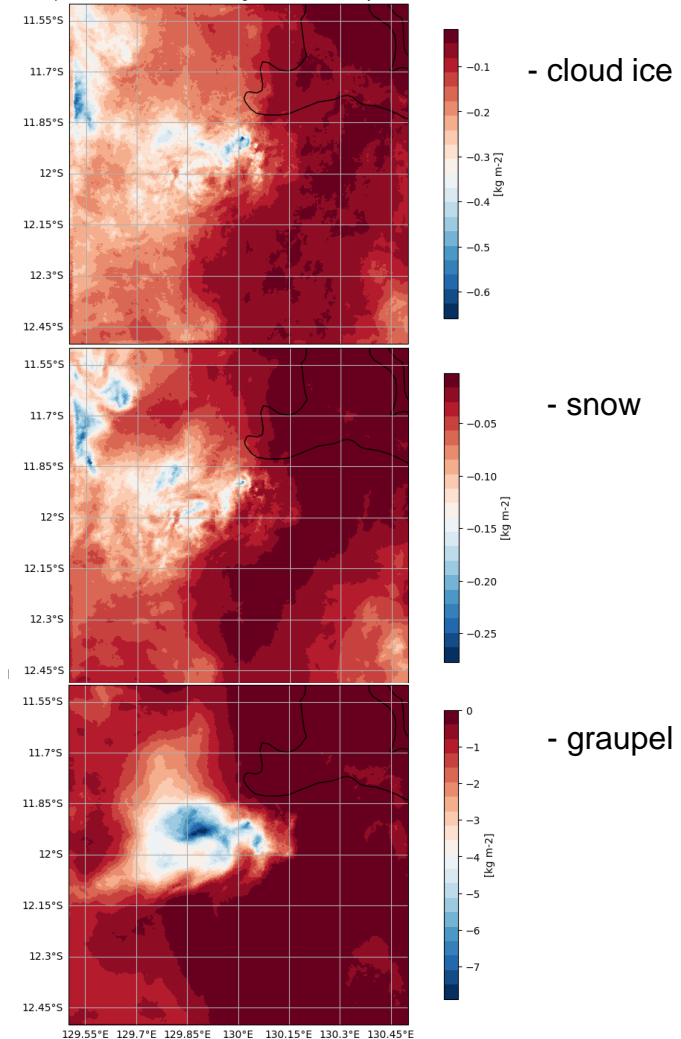 11.55°S
11.7°S
11.85°S
12°S
12.15°S
12.3°S
12.45°S
−0.1
−0.2
−0.3
−0.4
−0.5
−0.6
[kg m-2]
- cloud ice
11.55°S
11.7°S
11.85°S
12°S
12.15°S
12.3°S
12.45°S
−0.05
−0.10
−0.15
−0.20
−0.25
[kg m-2]
- snow
11.55°S
11.7°S
11.85°S
12°S
12.15°S
12.3°S
12.45°S
0
−1
−2
−3
−4
−5
−6
−7
[kg m-2]
- graupel
129.55°E 129.7°E 129.85°E 130°E 130.15°E 130.3°E 130.45°E